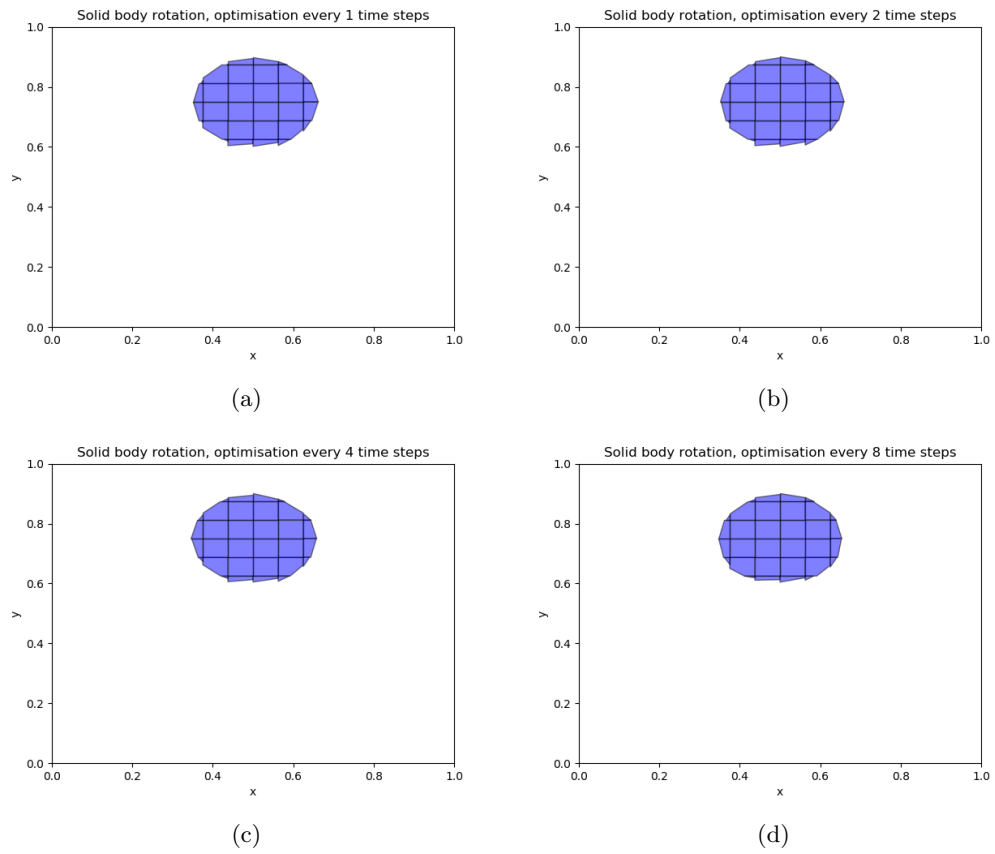 Solid body rotation, optimisation every 1 time steps
1.0
0.8
0.6
0.4
0.2
0.0
y
0.0 0.2 0.4 0.6 0.8 1.0
x
(a)
Solid body rotation, optimisation every 2 time steps
1.0
0.8
0.6
0.4
0.2
0.0
y
0.0 0.2 0.4 0.6 0.8 1.0
x
(b)
Solid body rotation, optimisation every 4 time steps
1.0
0.8
0.6
0.4
0.2
0.0
y
0.0 0.2 0.4 0.6 0.8 1.0
x
(c)
Solid body rotation, optimisation every 8 time steps
1.0
0.8
0.6
0.4
0.2
0.0
y
0.0 0.2 0.4 0.6 0.8 1.0
x
(d)